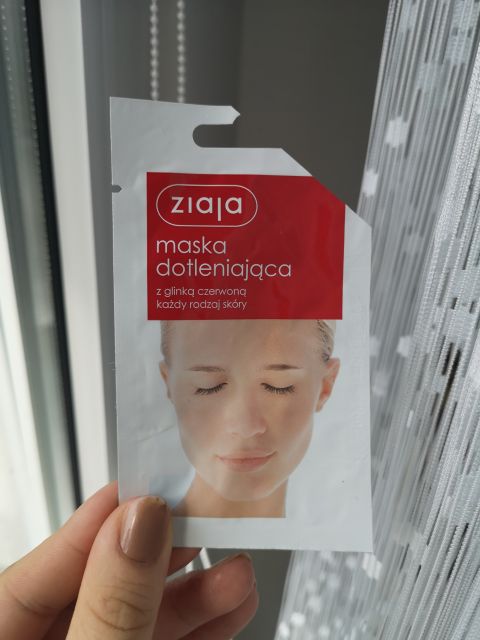 ziaja
maska
dotleniająca
z glinką czerwoną
każdy rodzaj skóry